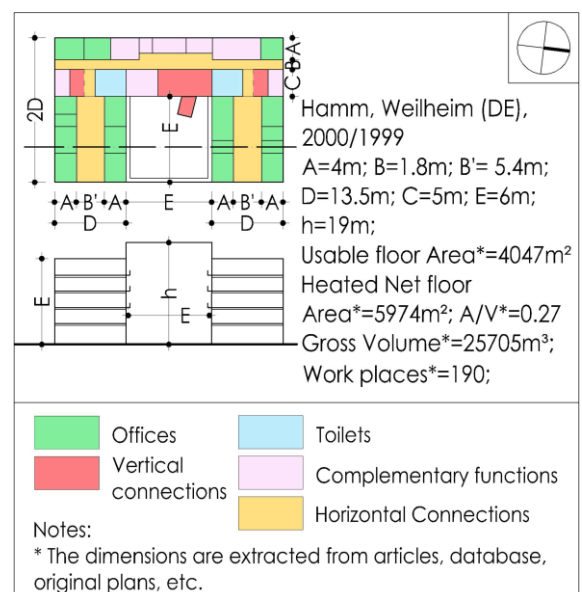 A
B
C
2D
E
A B' A E A B' A
D D
E
h
E
Hamm, Weilheim (DE),
2000/1999
A=4m; B=1.8m; B'= 5.4m;
D=13.5m; C=5m; E=6m;
h=19m;
Usable floor Area*=4047m²
Heated Net floor
Area*=5974m²; A/V*=0.27
Gross Volume*=25705m³;
Work places*=190;
Offices
Toilets
Vertical
connections
Complementary functions
Horizontal Connections
Notes:
* The dimensions are extracted from articles, database,
original plans, etc.